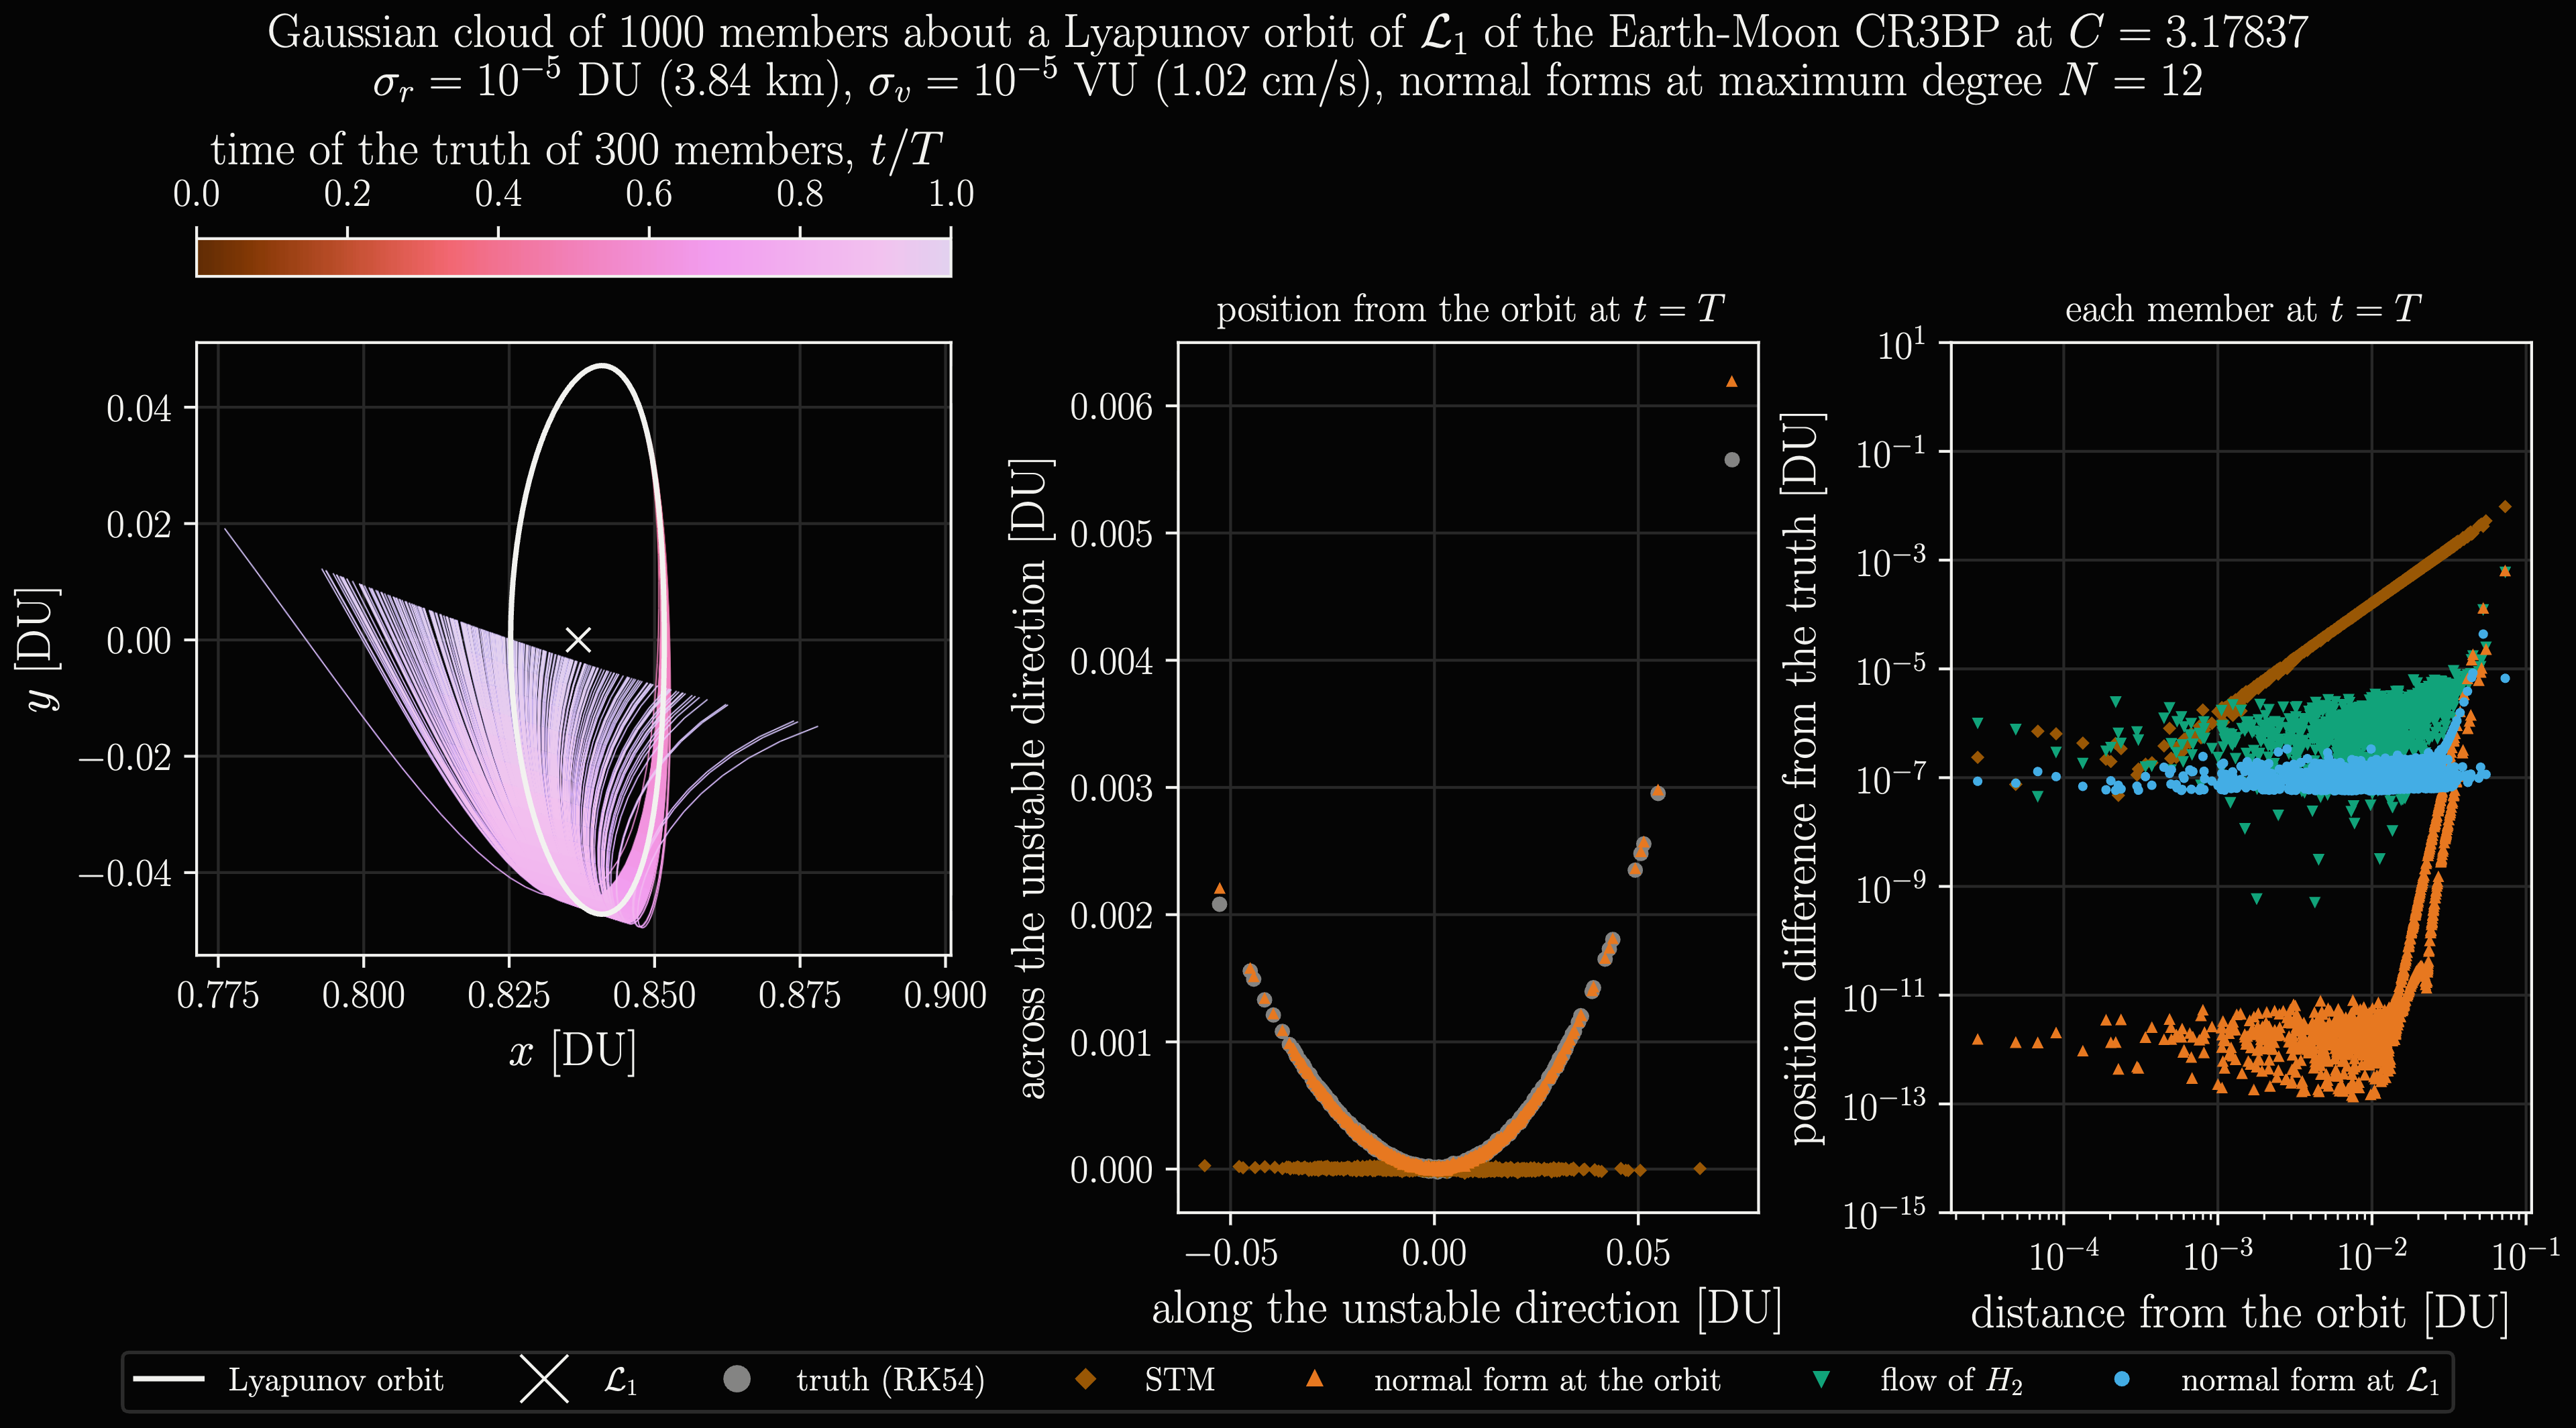 Gaussian cloud of 1000 members about a Lyapunov orbit of ℒ₁ of the Earth-Moon CR3BP at C = 3.17837
σᵣ = 10⁻⁵ DU (3.84 km), σᵥ = 10⁻⁵ VU (1.02 cm/s), normal forms at maximum degree N = 12
time of the truth of 300 members, t/T
0.0 0.2 0.4 0.6 0.8 1.0
0.04
0.02
0.00
−0.02
−0.04
y [DU]
0.775 0.800 0.825 0.850 0.875 0.900
x [DU]
position from the orbit at t = T
0.006
0.005
0.004
0.003
0.002
0.001
0.000
across the unstable direction [DU]
−0.05 0.00 0.05
along the unstable direction [DU]
each member at t = T
10¹
10⁻¹
10⁻³
10⁻⁵
10⁻⁷
10⁻⁹
10⁻¹¹
10⁻¹³
10⁻¹⁵
position difference from the truth [DU]
10⁻⁴ 10⁻³ 10⁻² 10⁻¹
distance from the orbit [DU]
Lyapunov orbit ℒ₁ truth (RK54) STM normal form at the orbit flow of H₂ normal form at ℒ₁